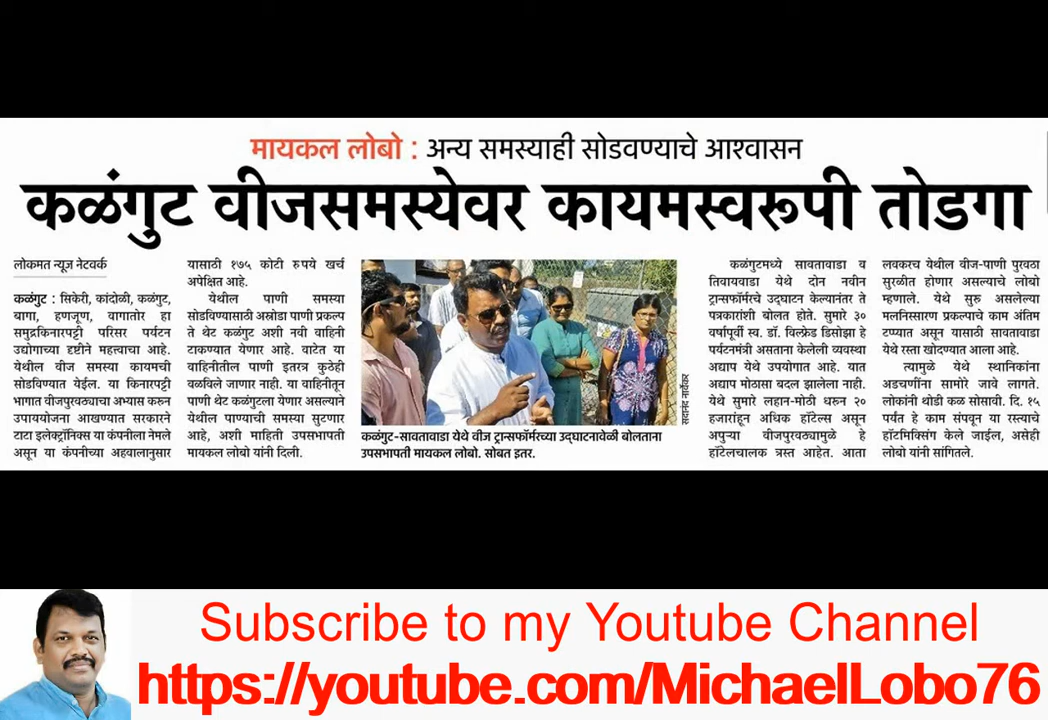 मायकल लोबो : अन्य समस्याही सोडवण्याचे आश्वासन
कळंगुट वीजसमस्येवर कायमस्वरूपी तोडगा
लोकमत न्यूज नेटवर्क
कळंगुट : सिकेरी, कांदोळी, कळंगुट,
बागा, हणजूण, वागातोर हा
समुद्रकिनारपट्टी परिसर पर्यटन
उद्योगाच्या दृष्टीने महत्त्वाचा आहे.
येथील वीज समस्या कायमची
सोडविण्यात येईल. या किनारपट्टी
भागात वीजपुरवठ्याचा अभ्यास करुन
उपाययोजना आखण्यात सरकारने
टाटा इलेक्ट्रॉनिक्स या कंपनीला नेमले
असून या कंपनीच्या अहवालानुसार
यासाठी १७५ कोटी रुपये खर्च
अपेक्षित आहे.
येथील पाणी समस्या
सोडविण्यासाठी अस्नोडा पाणी प्रकल्प
ते थेट कळंगुट अशी नवी वाहिनी
टाकण्यात येणार आहे. वाटेत या
वाहिनीतील पाणी इतरत्र कुठेही
वळविले जाणार नाही. या वाहिनीतून
पाणी थेट कळंगुटला येणार असल्याने
येथील पाण्याची समस्या सुटणार
आहे, अशी माहिती उपसभापती
मायकल लोबो यांनी दिली.
सदानंद नार्वेकर
कळंगुट-सावतावाडा येथे वीज ट्रान्सफॉर्मरच्या उद्घाटनावेळी बोलताना
उपसभापती मायकल लोबो. सोबत इतर.
कळंगुटमध्ये सावतावाडा व
तिवायवाडा येथे दोन नवीन
ट्रान्सफॉर्मरचे उद्घाटन केल्यानंतर ते
पत्रकारांशी बोलत होते. सुमारे ३०
वर्षांपूर्वी स्व. डॉ. विल्फ्रेड डिसोझा हे
पर्यटनमंत्री असताना केलेली व्यवस्था
अद्याप येथे उपयोगात आहे. यात
अद्याप मोठासा बदल झालेला नाही.
येथे सुमारे लहान-मोठी धरुन २०
हजारांहून अधिक हॉटेल्स असून
अपुऱ्या वीजपुरवठ्यामुळे हे
हॉटेलचालक त्रस्त आहेत. आता
लवकरच येथील वीज-पाणी पुरवठा
सुरळीत होणार असल्याचे लोबो
म्हणाले. येथे सुरु असलेल्या
मलनिस्सारण प्रकल्पाचे काम अंतिम
टप्प्यात असून यासाठी सावतावाडा
येथे रस्ता खोदण्यात आला आहे.
त्यामुळे येथे स्थानिकांना
अडचणींना सामोरे जावे लागते.
लोकांनी थोडी कळ सोसावी. दि. १५
पर्यंत हे काम संपवून या रस्त्याचे
हॉटमिक्सिंग केले जाईल, असेही
लोबो यांनी सांगितले.
Subscribe to my Youtube Channel
https://youtube.com/MichaelLobo76